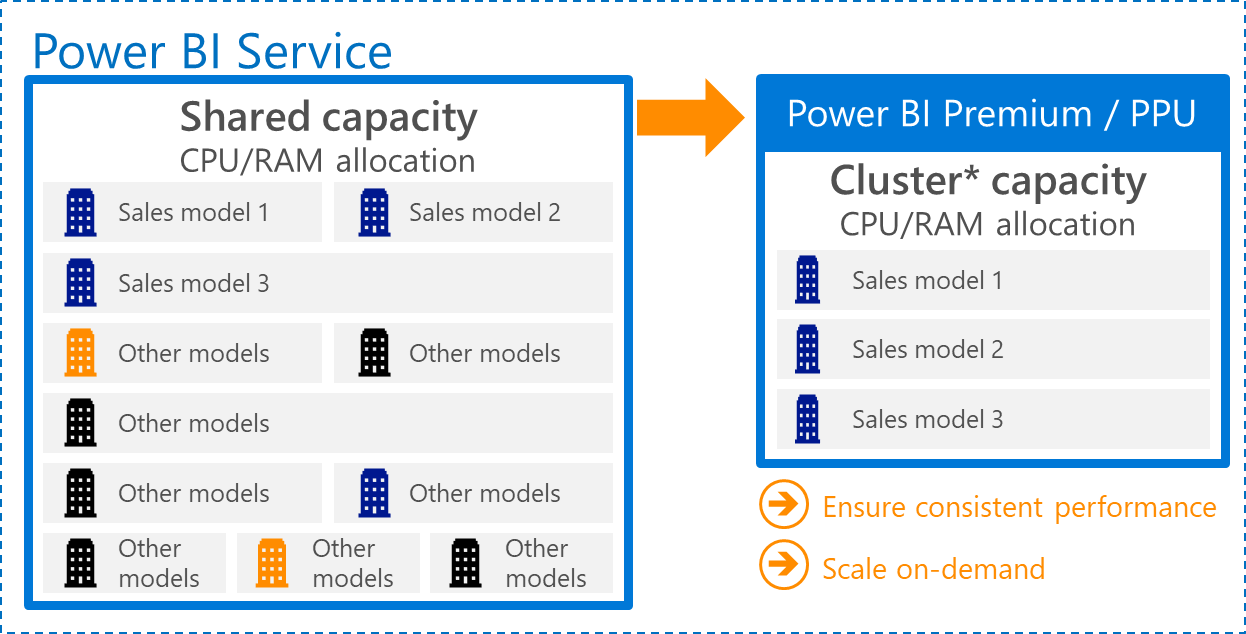 Power BI Service
Shared capacity
CPU/RAM allocation
Sales model 1
Sales model 2
Sales model 3
Other models
Other models
Other models
Other models
Other models
Other
models
Other
models
Other
models
Power BI Premium / PPU
Cluster* capacity
CPU/RAM allocation
Sales model 1
Sales model 2
Sales model 3
Ensure consistent performance
Scale on-demand